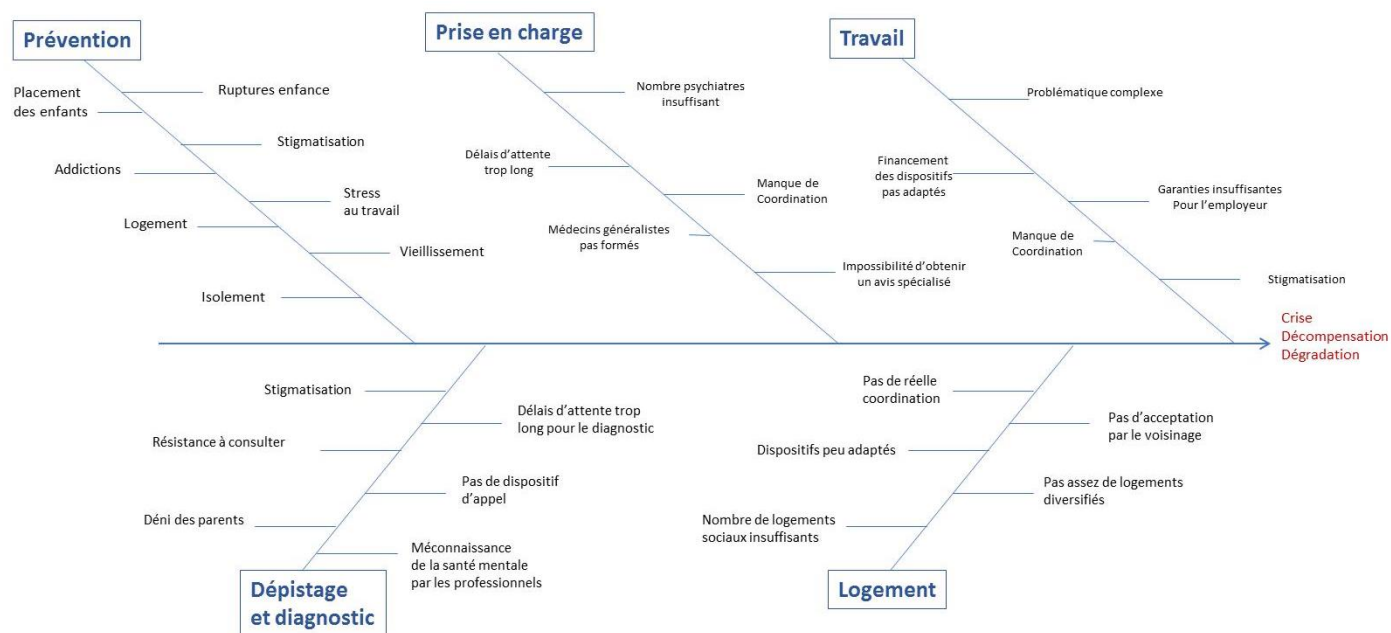 Prévention
Placement
des enfants
Ruptures enfance
Stigmatisation
Addictions
Stress
au travail
Logement
Vieillissement
Isolement
Prise en charge
Nombre psychiatres
insuffisant
Délais d'attente
trop long
Manque de
Coordination
Médecins généralistes
pas formés
Impossibilité d'obtenir
un avis spécialisé
Travail
Problématique complexe
Financement
des dispositifs
pas adaptés
Garanties insuffisantes
Pour l'employeur
Manque de
Coordination
Stigmatisation
Crise
Décompensation
Dégradation
Stigmatisation
Délais d'attente trop
long pour le diagnostic
Résistance à consulter
Pas de dispositif
d'appel
Déni des parents
Méconnaissance
de la santé mentale
par les professionnels
Dépistage
et diagnostic
Pas de réelle
coordination
Pas d'acceptation
par le voisinage
Dispositifs peu adaptés
Pas assez de logements
diversifiés
Nombre de logements
sociaux insuffisants
Logement